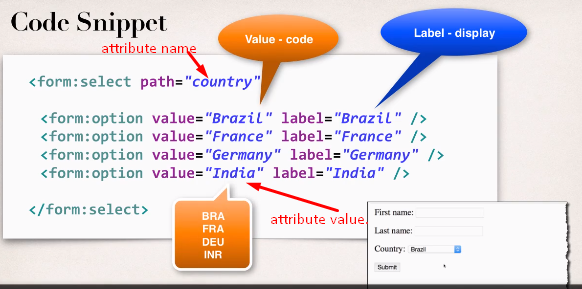 Code Snippet
attribute name
Value - code
Label - display
<form:select path="country"
<form:option value="Brazil" label="Brazil" />
<form:option value="France" label="France" />
<form:option value="Germany" label="Germany" />
<form:option value="India" label="India" />
</form:select>
BRA
FRA
DEU
INR
attribute value.
First name:
Last name:
Country: Brazil
Submit